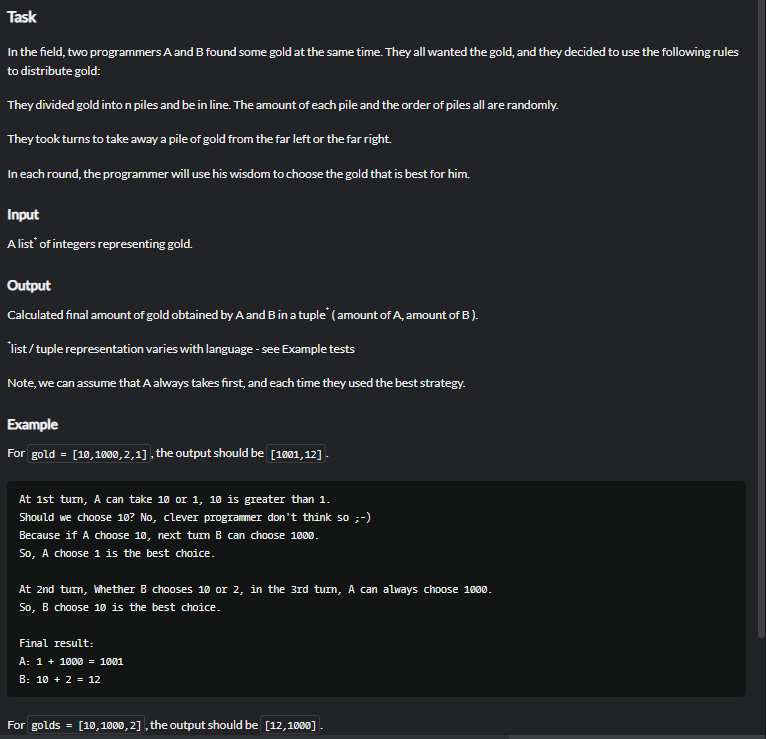 Task
In the field, two programmers A and B found some gold at the same time. They all wanted the gold, and they decided to use the following rules
to distribute gold:
They divided gold into n piles and be in line. The amount of each pile and the order of piles all are randomly.
They took turns to take away a pile of gold from the far left or the far right.
In each round, the programmer will use his wisdom to choose the gold that is best for him.
Input
A list* of integers representing gold.
Output
Calculated final amount of gold obtained by A and B in a tuple* ( amount of A, amount of B ).
*list / tuple representation varies with language - see Example tests
Note, we can assume that A always takes first, and each time they used the best strategy.
Example
For gold = [10,1000,2,1], the output should be [1001,12].
At 1st turn, A can take 10 or 1, 10 is greater than 1.
Should we choose 10? No, clever programmer don't think so ;-)
Because if A choose 10, next turn B can choose 1000.
So, A choose 1 is the best choice.
At 2nd turn, Whether B chooses 10 or 2, in the 3rd turn, A can always choose 1000.
So, B choose 10 is the best choice.
Final result:
A: 1 + 1000 = 1001
B: 10 + 2 = 12
For golds = [10,1000,2], the output should be [12,1000].